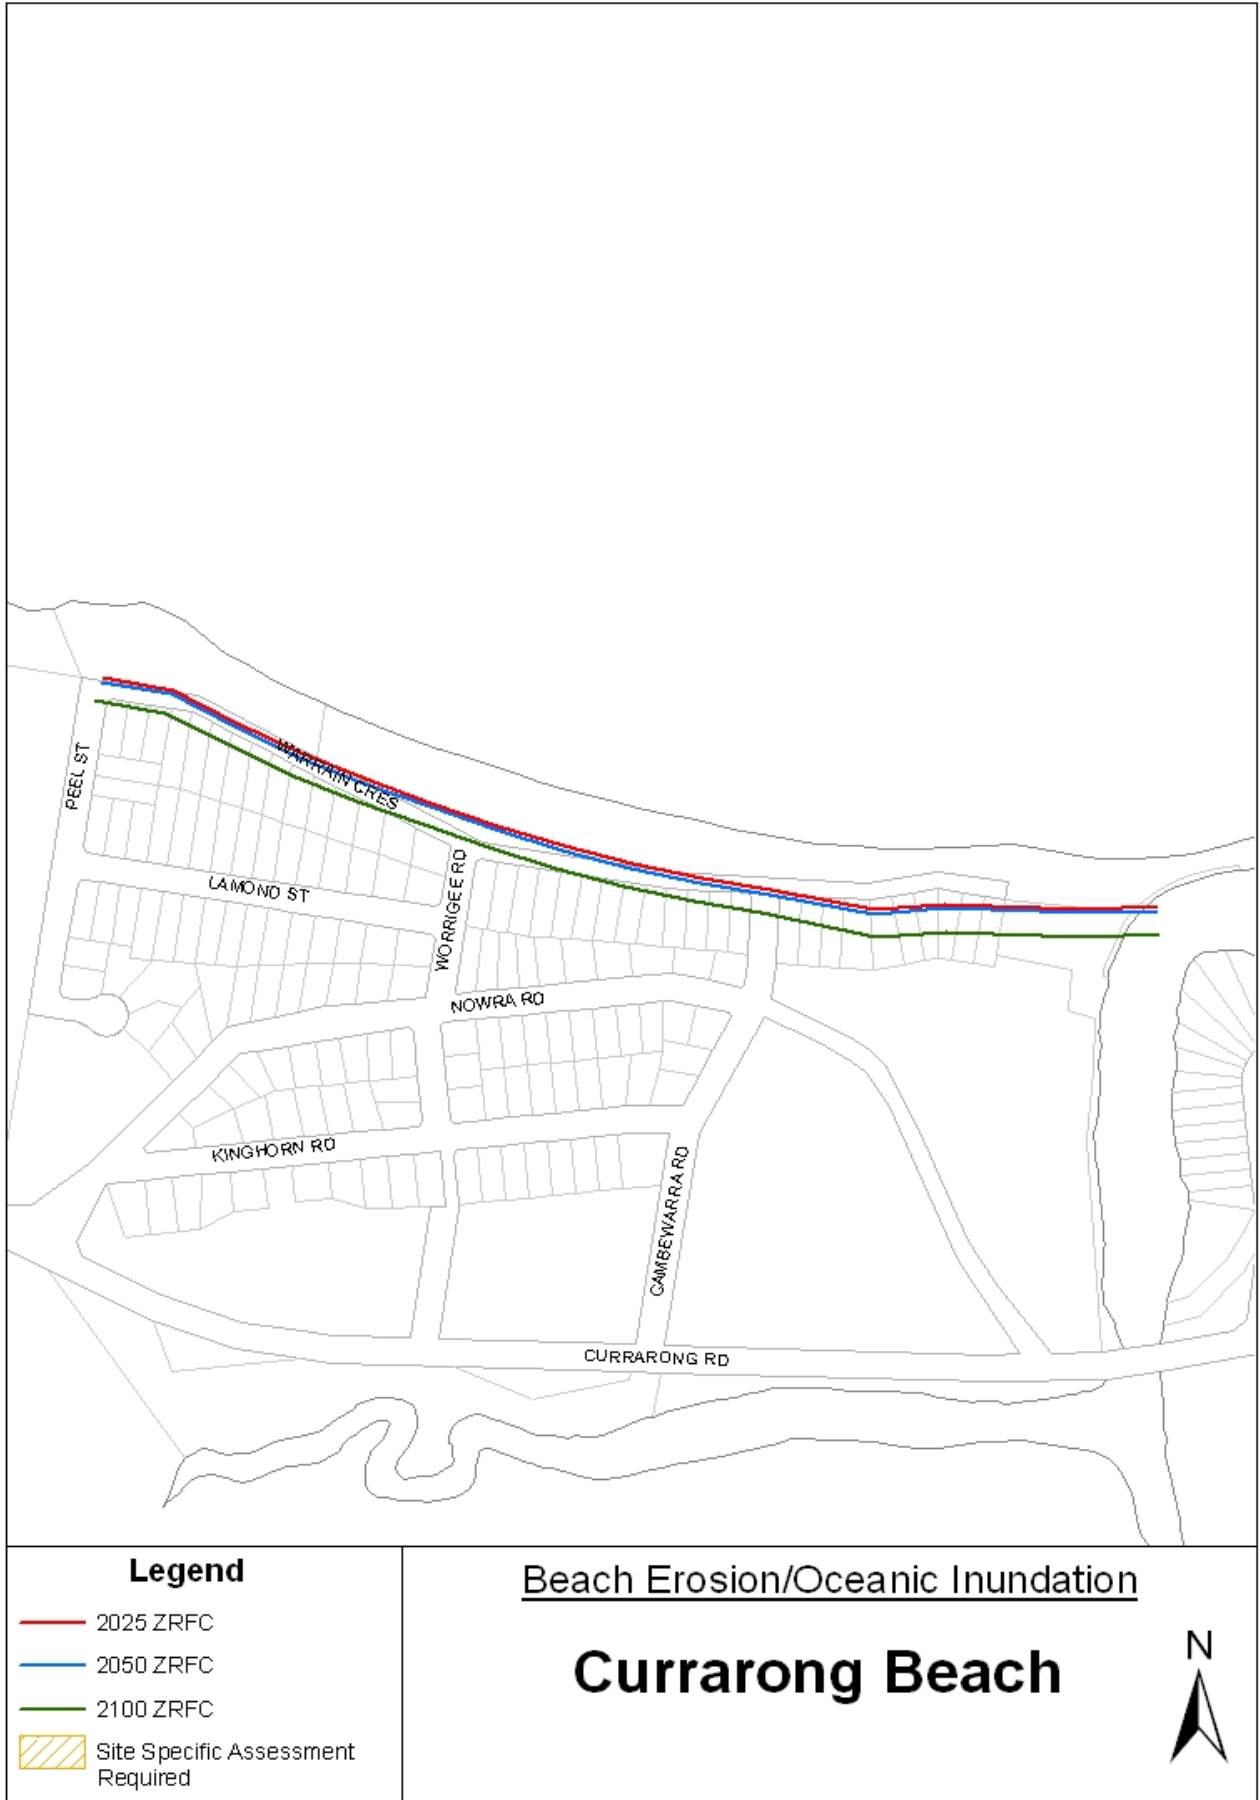 WARRAIN CRES
PEEL ST
LAMOND ST
WORRIGEE RD
NOWRA RD
KINGHORN RD
CAMBEWARRA RD
CURRARONG RD
Legend
2025 ZRFC
2050 ZRFC
2100 ZRFC
Site Specific Assessment
Required
Beach Erosion/Oceanic Inundation
Currarong Beach
N